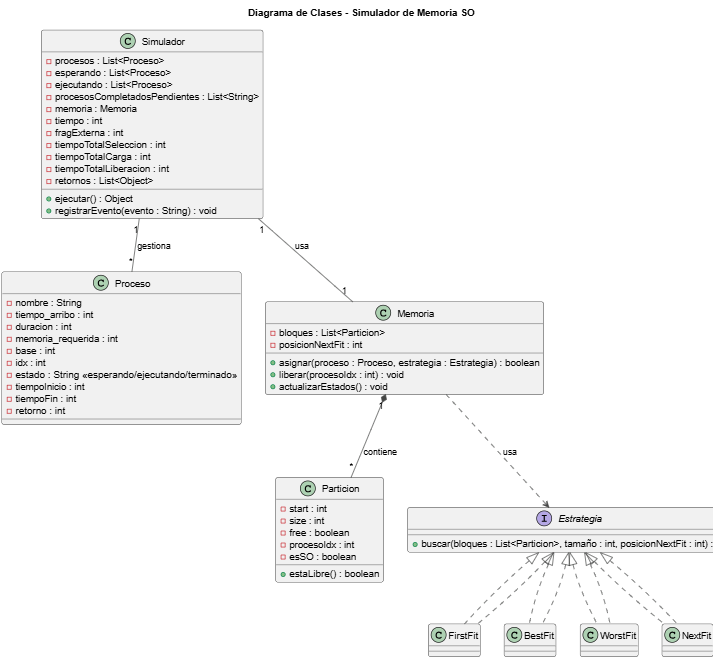 Diagrama de Clases - Simulador de Memoria SO
C Simulador
procesos : List<Proceso>
esperando : List<Proceso>
ejecutando : List<Proceso>
procesosCompletadosPendientes : List<String>
memoria : Memoria
tiempo : int
fragExterna : int
tiempoTotalSeleccion : int
tiempoTotalCarga : int
tiempoTotalLiberacion : int
retornos : List<Object>
ejecutar() : Object
registrarEvento(evento : String) : void
1
gestiona
*
1
usa
1
C Proceso
nombre : String
tiempo_arribo : int
duracion : int
memoria_requerida : int
base : int
idx : int
estado : String «esperando/ejecutando/terminado»
tiempoInicio : int
tiempoFin : int
retorno : int
C Memoria
bloques : List<Particion>
posicionNextFit : int
asignar(proceso : Proceso, estrategia : Estrategia) : boolean
liberar(procesoIdx : int) : void
actualizarEstados() : void
1
contiene
*
usa
C Particion
start : int
size : int
free : boolean
procesoIdx : int
esSO : boolean
estaLibre() : boolean
I Estrategia
buscar(bloques : List<Particion>, tamaño : int, posicionNextFit : int) :
C FirstFit
C BestFit
C WorstFit
C NextFit